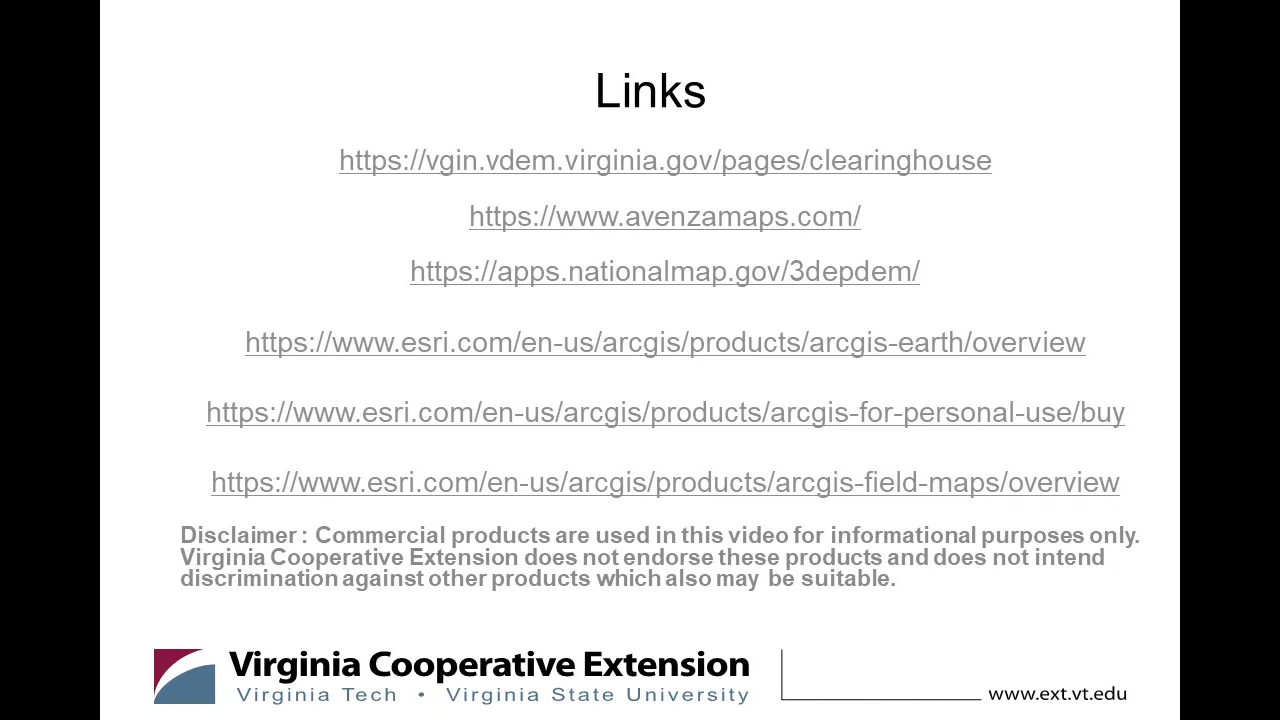 Links
https://vgin.vdem.virginia.gov/pages/clearinghouse
https://www.avenzamaps.com/
https://apps.nationalmap.gov/3depdem/
https://www.esri.com/en-us/arcgis/products/arcgis-earth/overview
https://www.esri.com/en-us/arcgis/products/arcgis-for-personal-use/buy
https://www.esri.com/en-us/arcgis/products/arcgis-field-maps/overview
Disclaimer : Commercial products are used in this video for informational purposes only.
Virginia Cooperative Extension does not endorse these products and does not intend
discrimination against other products which also may be suitable.
Virginia Cooperative Extension
Virginia Tech • Virginia State University
www.ext.vt.edu